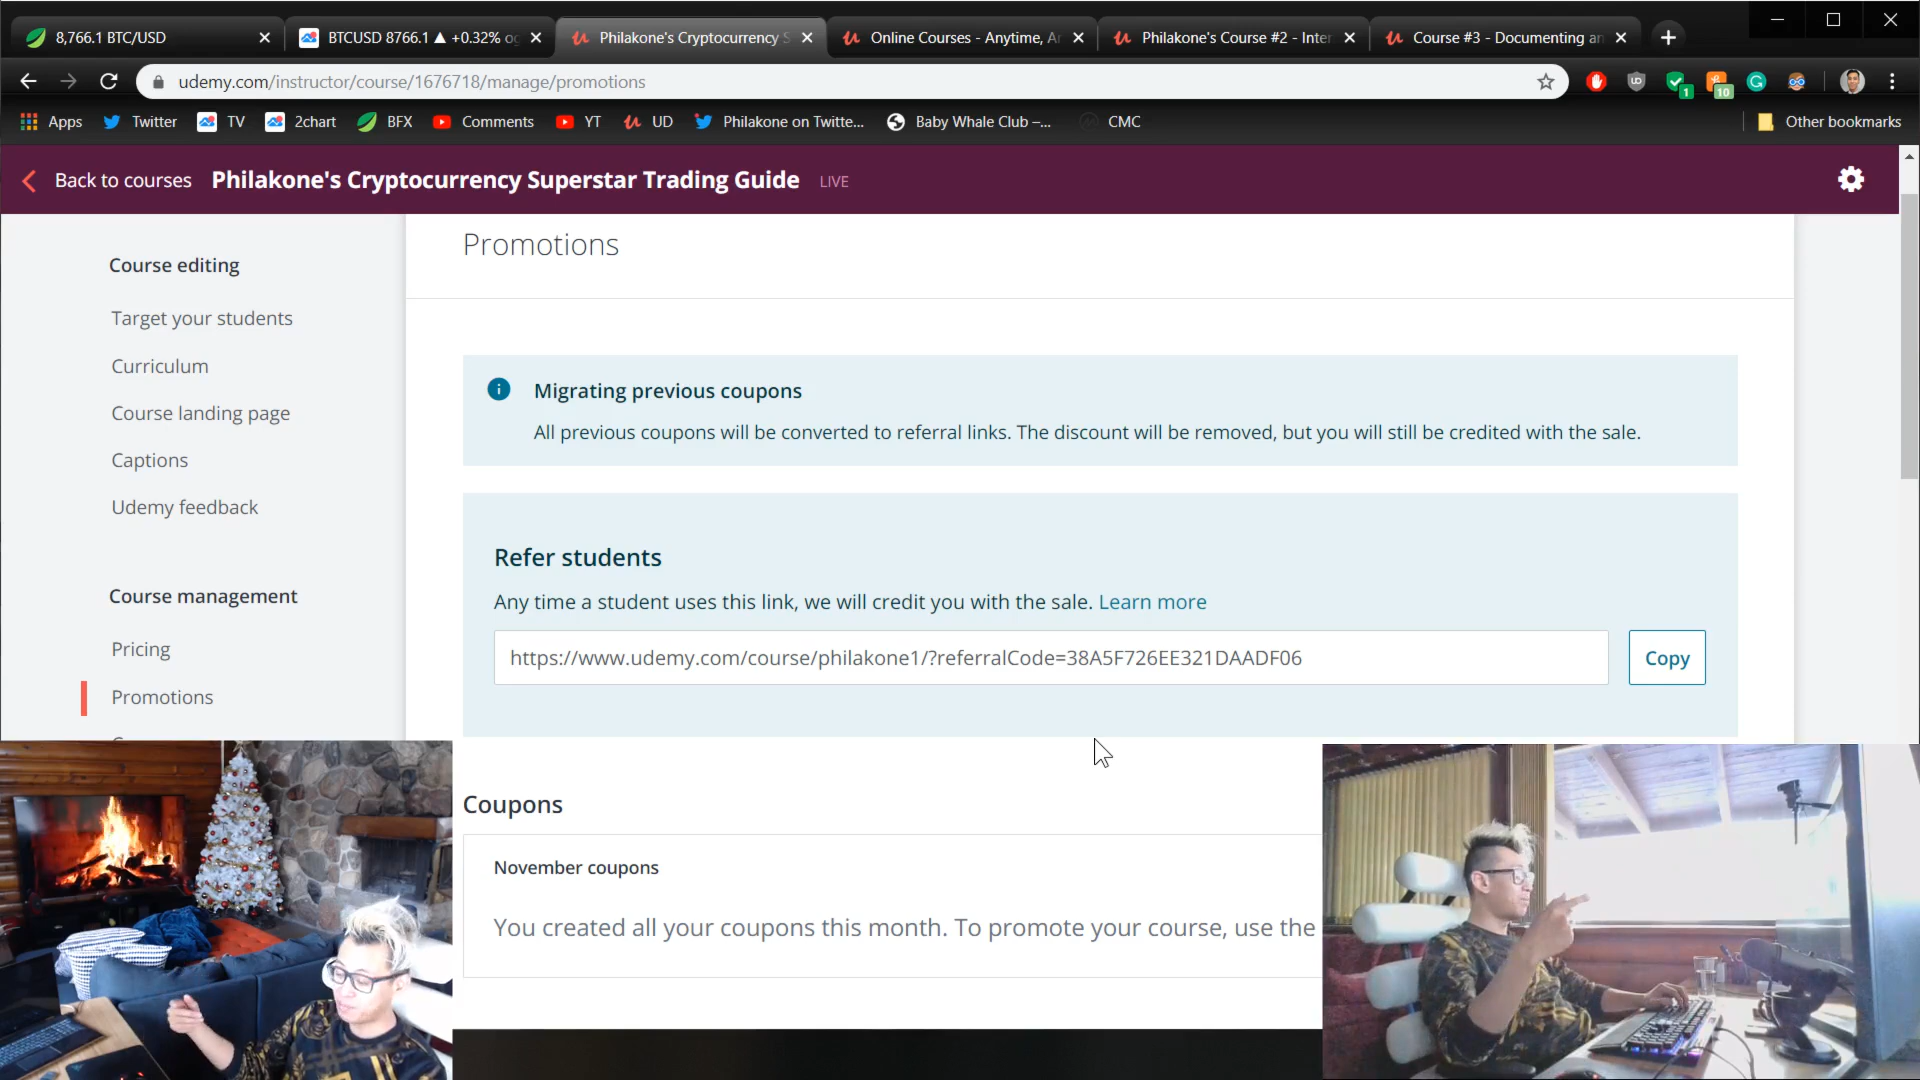 8,766.1 BTC/USD
BTCUSD 8766.1 ▲ +0.32%
Philakone's Cryptocurrency S
Online Courses - Anytime, A
Philakone's Course #2 - Inter
Course #3 - Documenting an
udemy.com/instructor/course/1676718/manage/promotions
1
10
Apps
Twitter
TV
2chart
BFX
Comments
YT
UD
Philakone on Twitte...
Baby Whale Club –...
CMC
Other bookmarks
Back to courses
Philakone's Cryptocurrency Superstar Trading Guide
LIVE
Course editing
Target your students
Curriculum
Course landing page
Captions
Udemy feedback
Course management
Pricing
Promotions
Promotions
Migrating previous coupons
All previous coupons will be converted to referral links. The discount will be removed, but you will still be credited with the sale.
Refer students
Any time a student uses this link, we will credit you with the sale. Learn more
https://www.udemy.com/course/philakone1/?referralCode=38A5F726EE321DAADF06
Copy
Coupons
November coupons
You created all your coupons this month. To promote your course, use the